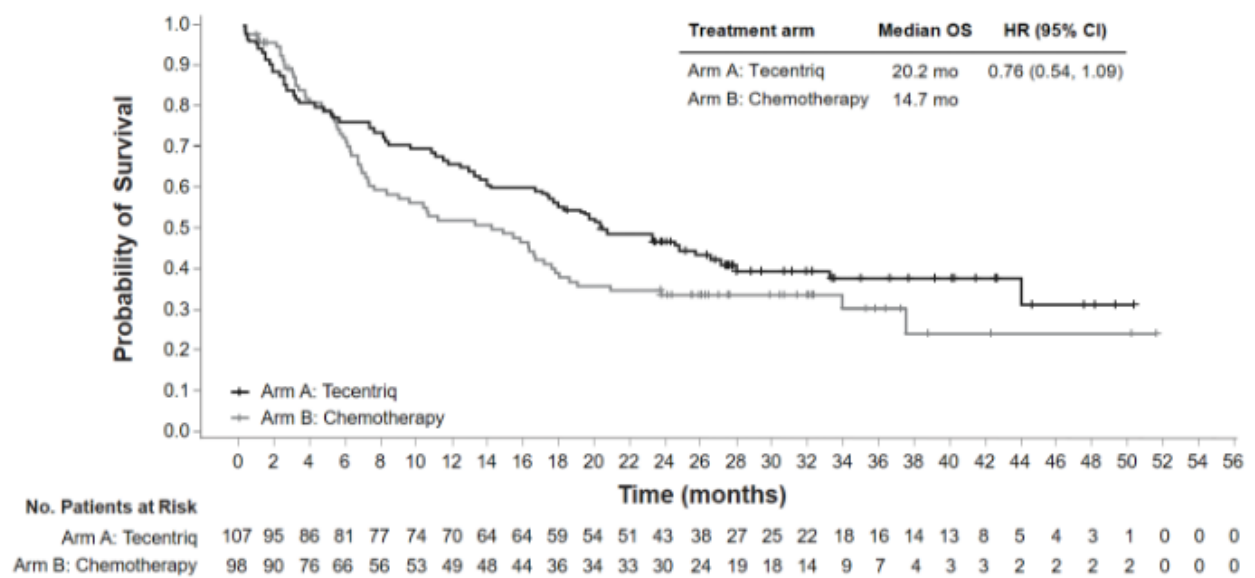 Treatment arm Median OS HR (95% CI)
Arm A: Tecentriq 20.2 mo 0.76 (0.54, 1.09)
Arm B: Chemotherapy 14.7 mo
Probability of Survival
1.0
0.9
0.8
0.7
0.6
0.5
0.4
0.3
0.2
0.1
0.0
Arm A: Tecentriq
Arm B: Chemotherapy
0 2 4 6 8 10 12 14 16 18 20 22 24 26 28 30 32 34 36 38 40 42 44 46 48 50 52 54 56
Time (months)
No. Patients at Risk
Arm A: Tecentriq 107 95 86 81 77 74 70 64 64 59 54 51 43 38 27 25 22 18 16 14 13 8 5 4 3 1 0 0 0
Arm B: Chemotherapy 98 90 76 66 56 53 49 48 44 36 34 33 30 24 19 18 14 9 7 4 3 3 2 2 2 2 0 0 0